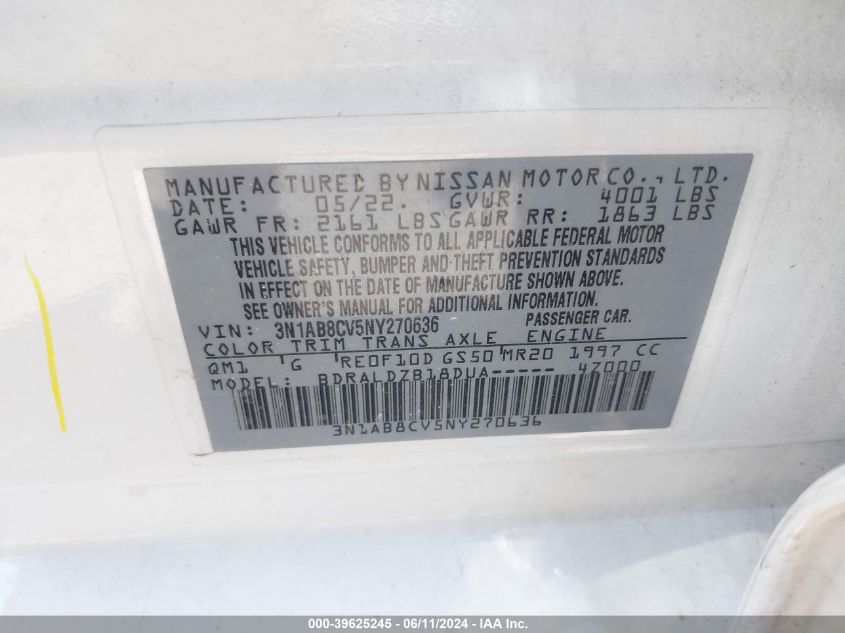 MANUFACTURED BY NISSAN MOTOR CO., LTD.
DATE: 05/22. GVWR: 4001 LBS
GAWR FR: 2161 LBS GAWR RR: 1863 LBS
THIS VEHICLE CONFORMS TO ALL APPLICABLE FEDERAL MOTOR
VEHICLE SAFETY, BUMPER AND THEFT PREVENTION STANDARDS
IN EFFECT ON THE DATE OF MANUFACTURE SHOWN ABOVE.
SEE OWNER'S MANUAL FOR ADDITIONAL INFORMATION.
VIN: 3N1AB8CV5NY270636 PASSENGER CAR.
COLOR TRIM TRANS AXLE ENGINE
QM1 G RE0F10D GS50 MR20 1997 CC
MODEL: BDRALDZB18DUA----- 4Z000
3N1AB8CV5NY270636
000-39625245 - 06/11/2024 - IAA Inc.